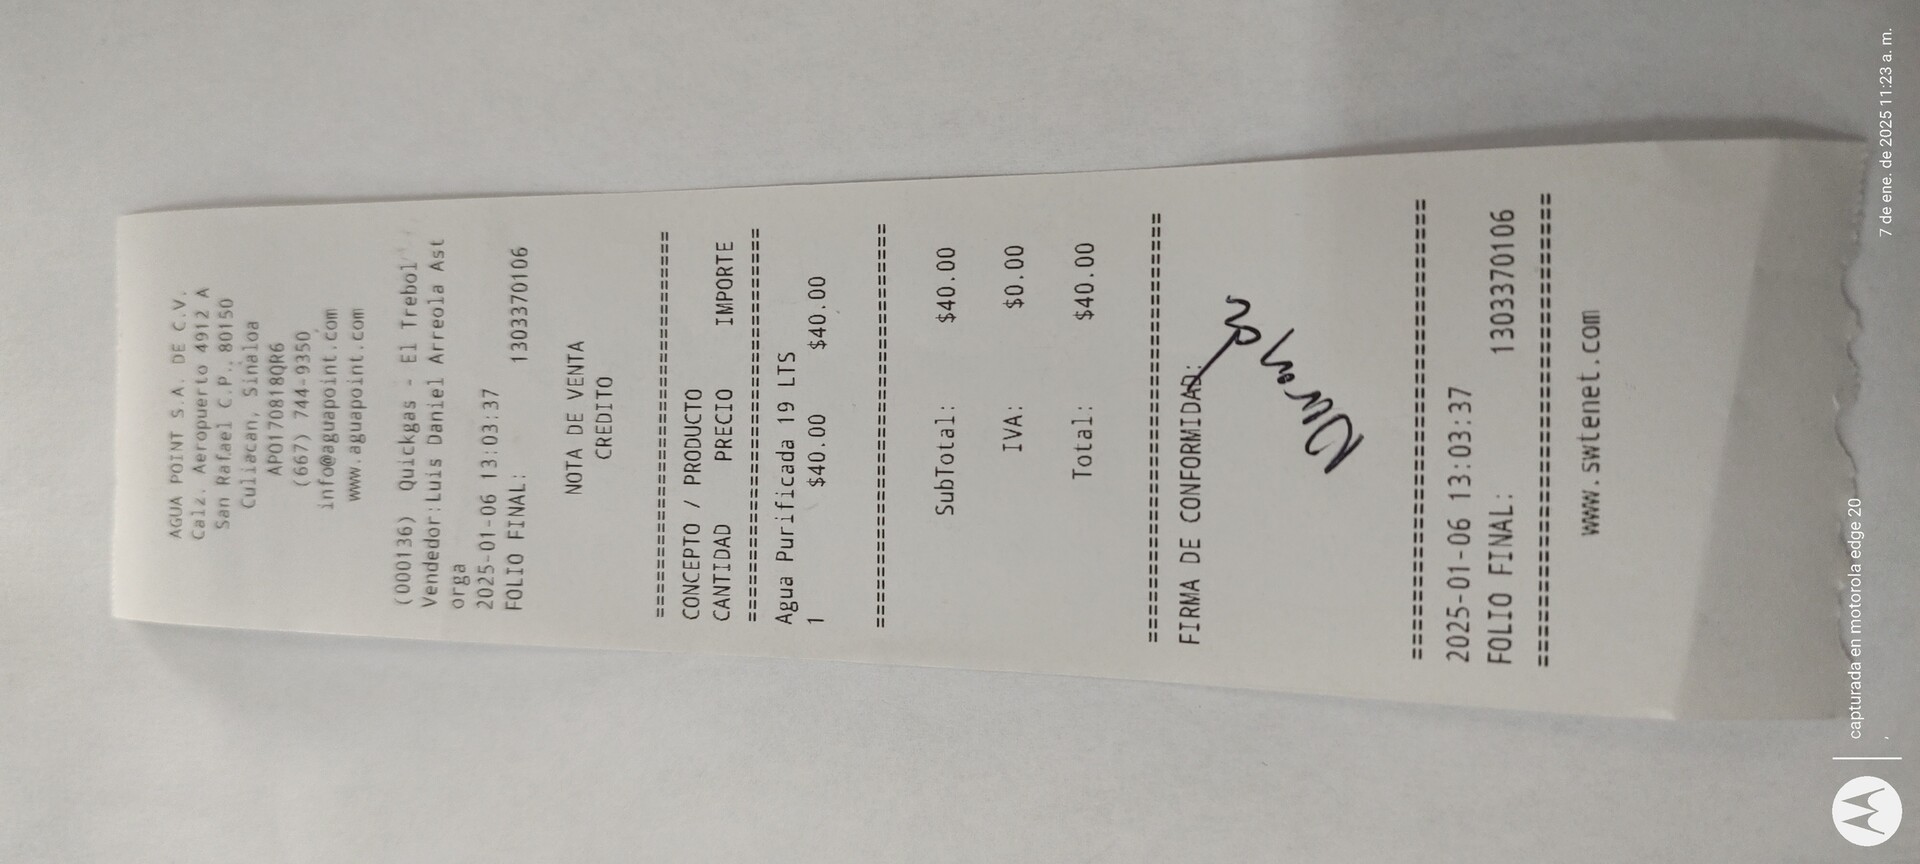 AGUA POINT S.A. DE C.V.
Calz. Aeropuerto 4912 A
San Rafael C.P. 80150
Culiacan, Sinaloa
APO170818QR6
(667) 744-9350
info@aguapoint.com
www.aguapoint.com
(000136) Quickgas - El Trebol
Vendedor:Luis Daniel Arreola Ast
orga
2025-01-06 13:03:37
FOLIO FINAL: 1303370106
NOTA DE VENTA
CREDITO
================================
CONCEPTO / PRODUCTO
CANTIDAD PRECIO IMPORTE
================================
Agua Purificada 19 LTS
1 $40.00 $40.00
================================
SubTotal: $40.00
IVA: $0.00
Total: $40.00
================================
FIRMA DE CONFORMIDAD:
================================
2025-01-06 13:03:37
FOLIO FINAL: 1303370106
================================
www.swtenet.com
capturada en motorola edge 20
7 de ene. de 2025 11:23 a. m.